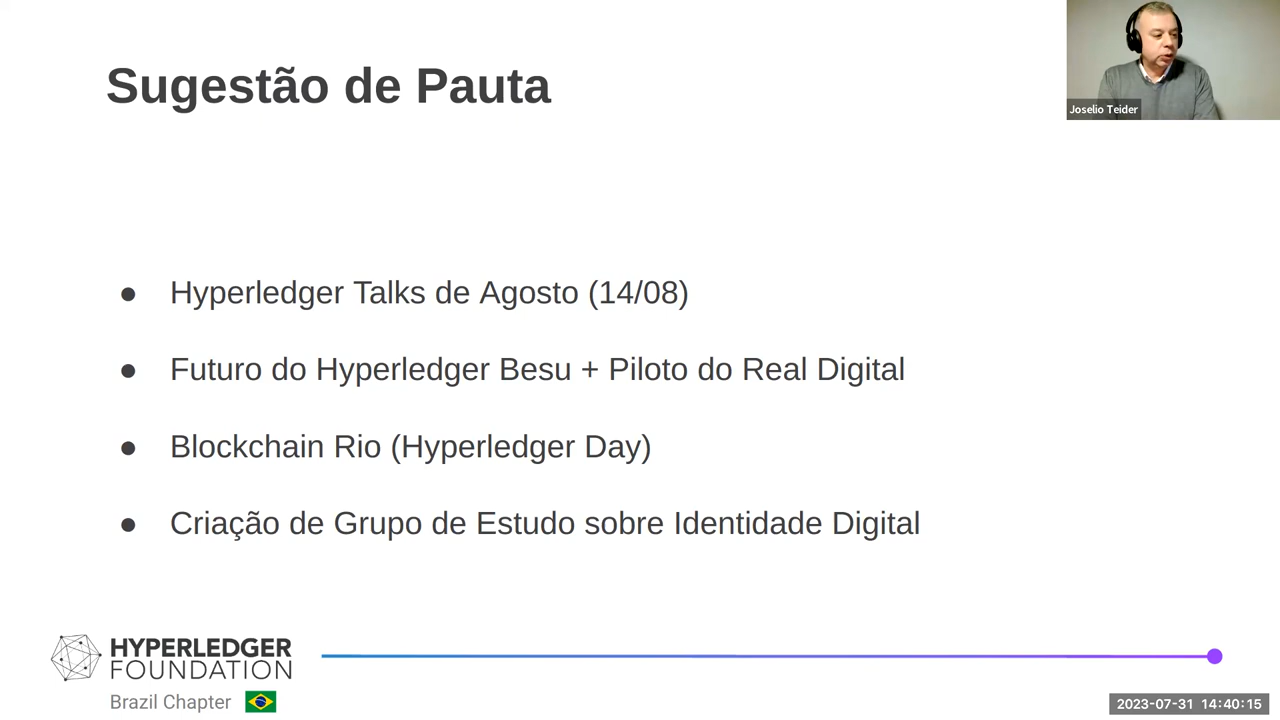 Sugestão de Pauta
Joselio Teider
● Hyperledger Talks de Agosto (14/08)
● Futuro do Hyperledger Besu + Piloto do Real Digital
● Blockchain Rio (Hyperledger Day)
● Criação de Grupo de Estudo sobre Identidade Digital
HYPERLEDGER
FOUNDATION
Brazil Chapter
2023-07-31 14:40:15